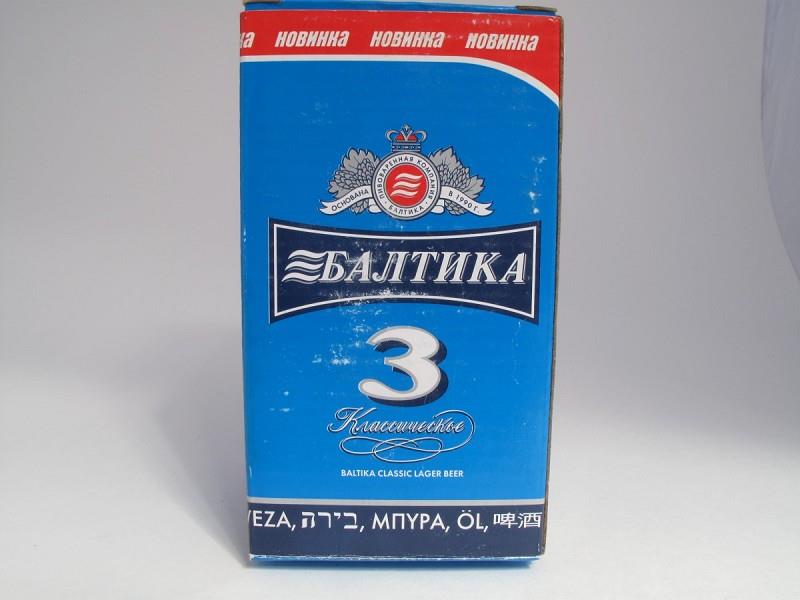 НОВИНКА НОВИНКА НОВИНКА
ПИВОВАРЕННАЯ КОМПАНИЯ
ОСНОВАНА В 1990 Г.
БАЛТИКА
БАЛТИКА
3
Классическое
BALTIKA CLASSIC LAGER BEER
VEZA, בירה, ΜΠΥΡΑ, ÖL, 啤酒